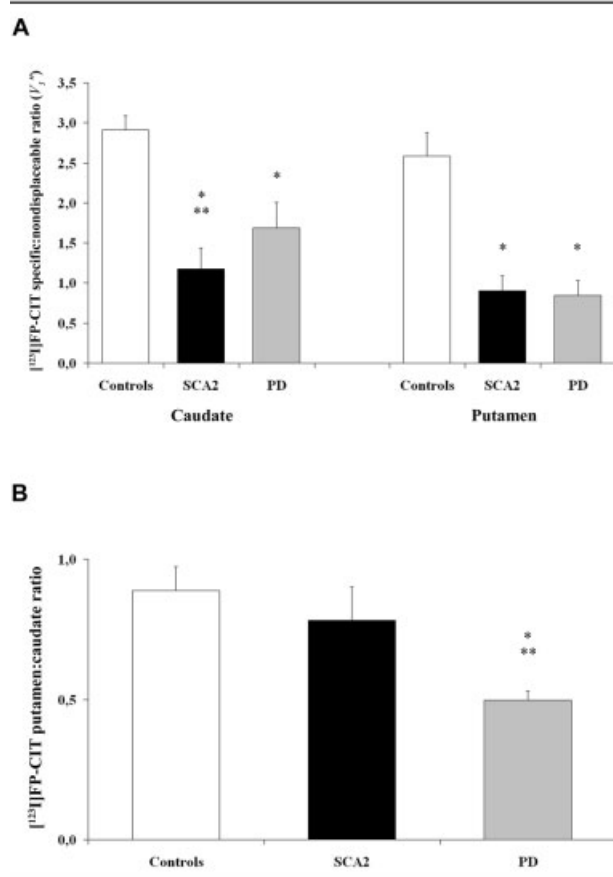 A
[¹²³I]FP-CIT specific:nondisplaceable ratio (V₃")
3,5
3,0
2,5
2,0
1,5
1,0
0,5
0,0
*
**
*
*
*
Controls SCA2 PD Controls SCA2 PD
Caudate Putamen
B
[¹²³I]FP-CIT putamen:caudate ratio
1,0
0,5
0,0
*
**
Controls SCA2 PD